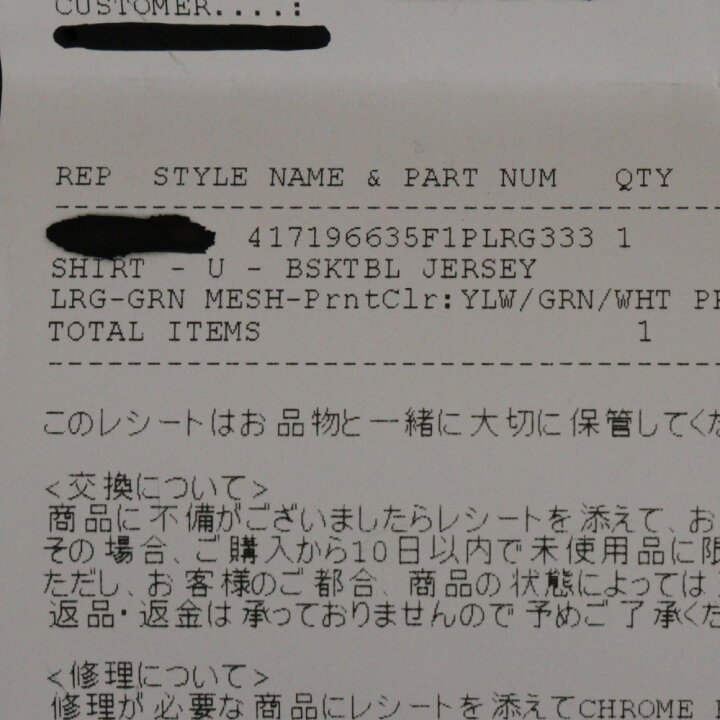 CUSTOMER....:
REP STYLE NAME & PART NUM QTY
417196635F1PLRG333 1
SHIRT - U - BSKTBL JERSEY
LRG-GRN MESH-PrntClr:YLW/GRN/WHT
TOTAL ITEMS 1
このレシートはお品物と一緒に大切に保管してくだ
<交換について>
商品に不備がございましたらレシートを添えて、お
その場合、ご購入から10日以内で未使用品に限
ただし、お客様のご都合、商品の状態によっては
返品・返金は承っておりませんので予めご了承くだ
<修理について>
修理が必要な商品にレシートを添えてCHROME